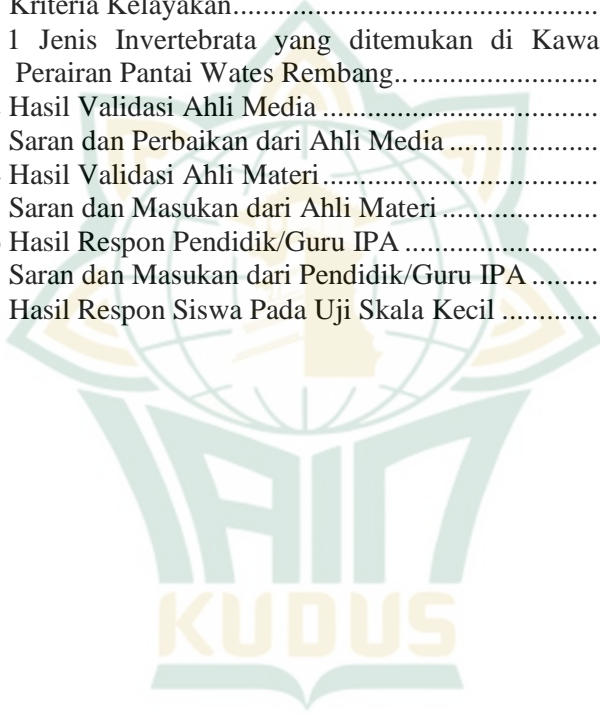 Kriteria Kelayakan..........................................
1 Jenis Invertebrata yang ditemukan di Kawa
Perairan Pantai Wates Rembang.. .........................
Hasil Validasi Ahli Media .....................................
Saran dan Perbaikan dari Ahli Media ....................
Hasil Validasi Ahli Materi ....................................
Saran dan Masukan dari Ahli Materi .....................
Hasil Respon Pendidik/Guru IPA ..........................
Saran dan Masukan dari Pendidik/Guru IPA .........
Hasil Respon Siswa Pada Uji Skala Kecil .............
IAIN
KUDUS